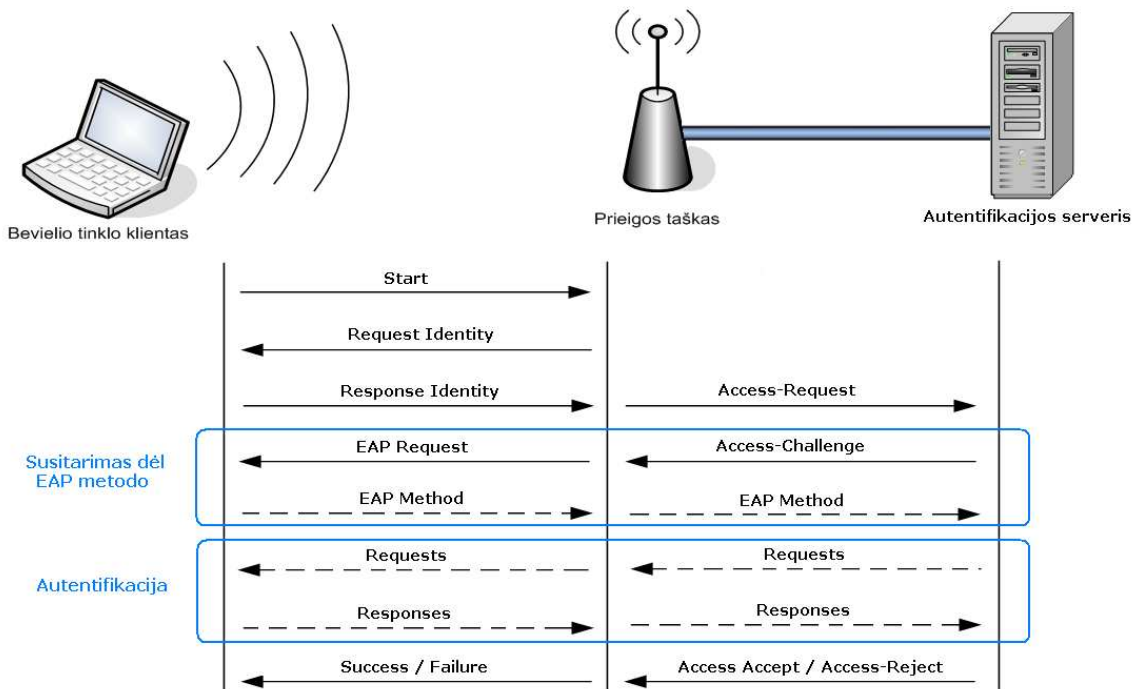 Bevielio tinklo klientas
Prieigos taškas
Autentifikacijos serveris
Start
Request Identity
Response Identity
Access-Request
Susitarimas dėl
EAP metodo
EAP Request
Access-Challenge
EAP Method
EAP Method
Autentifikacija
Requests
Requests
Responses
Responses
Success / Failure
Access Accept / Access-Reject